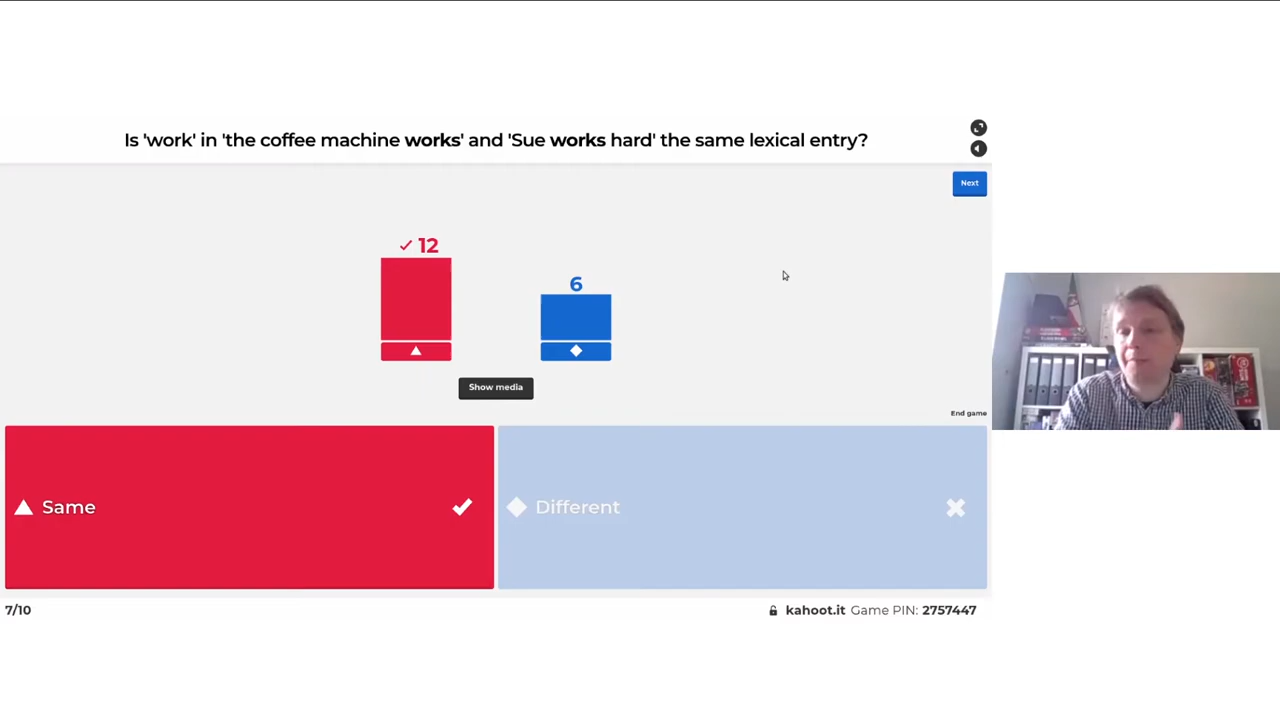 Is 'work' in 'the coffee machine works' and 'Sue works hard' the same lexical entry?
Next
12
6
Show media
End game
Same
Different
7/10
kahoot.it Game PIN: 2757447